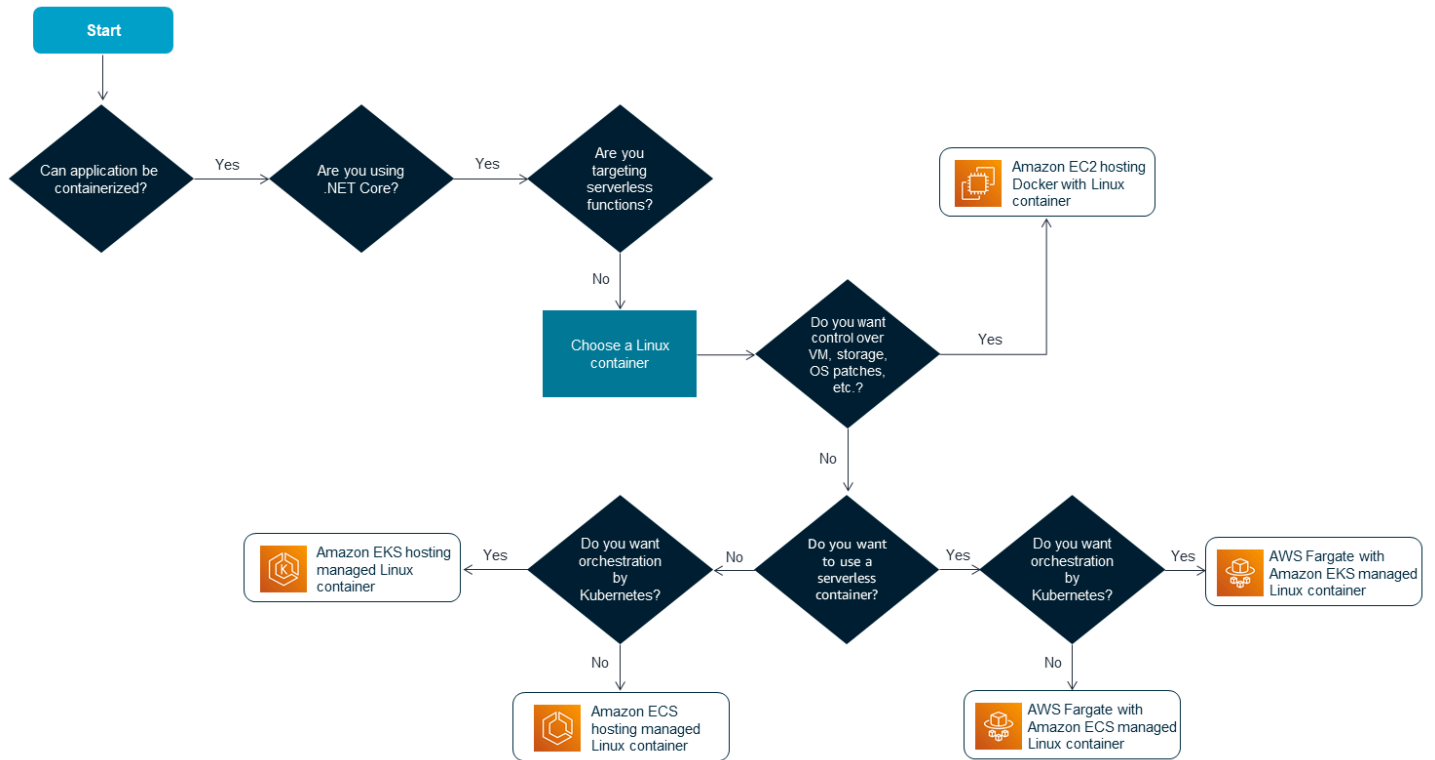 Start
Can application be
containerized?
Yes
Are you using
.NET Core?
Yes
Are you
targeting
serverless
functions?
No
Choose a Linux
container
Do you want
control over
VM, storage,
OS patches,
etc.?
Yes
Amazon EC2 hosting
Docker with Linux
container
No
Do you want
to use a
serverless
container?
No
Do you want
orchestration
by
Kubernetes?
Yes
Amazon EKS hosting
managed Linux
container
No
Amazon ECS
hosting managed
Linux container
Yes
Do you want
orchestration
by
Kubernetes?
Yes
AWS Fargate with
Amazon EKS managed
Linux container
No
AWS Fargate with
Amazon ECS managed
Linux container